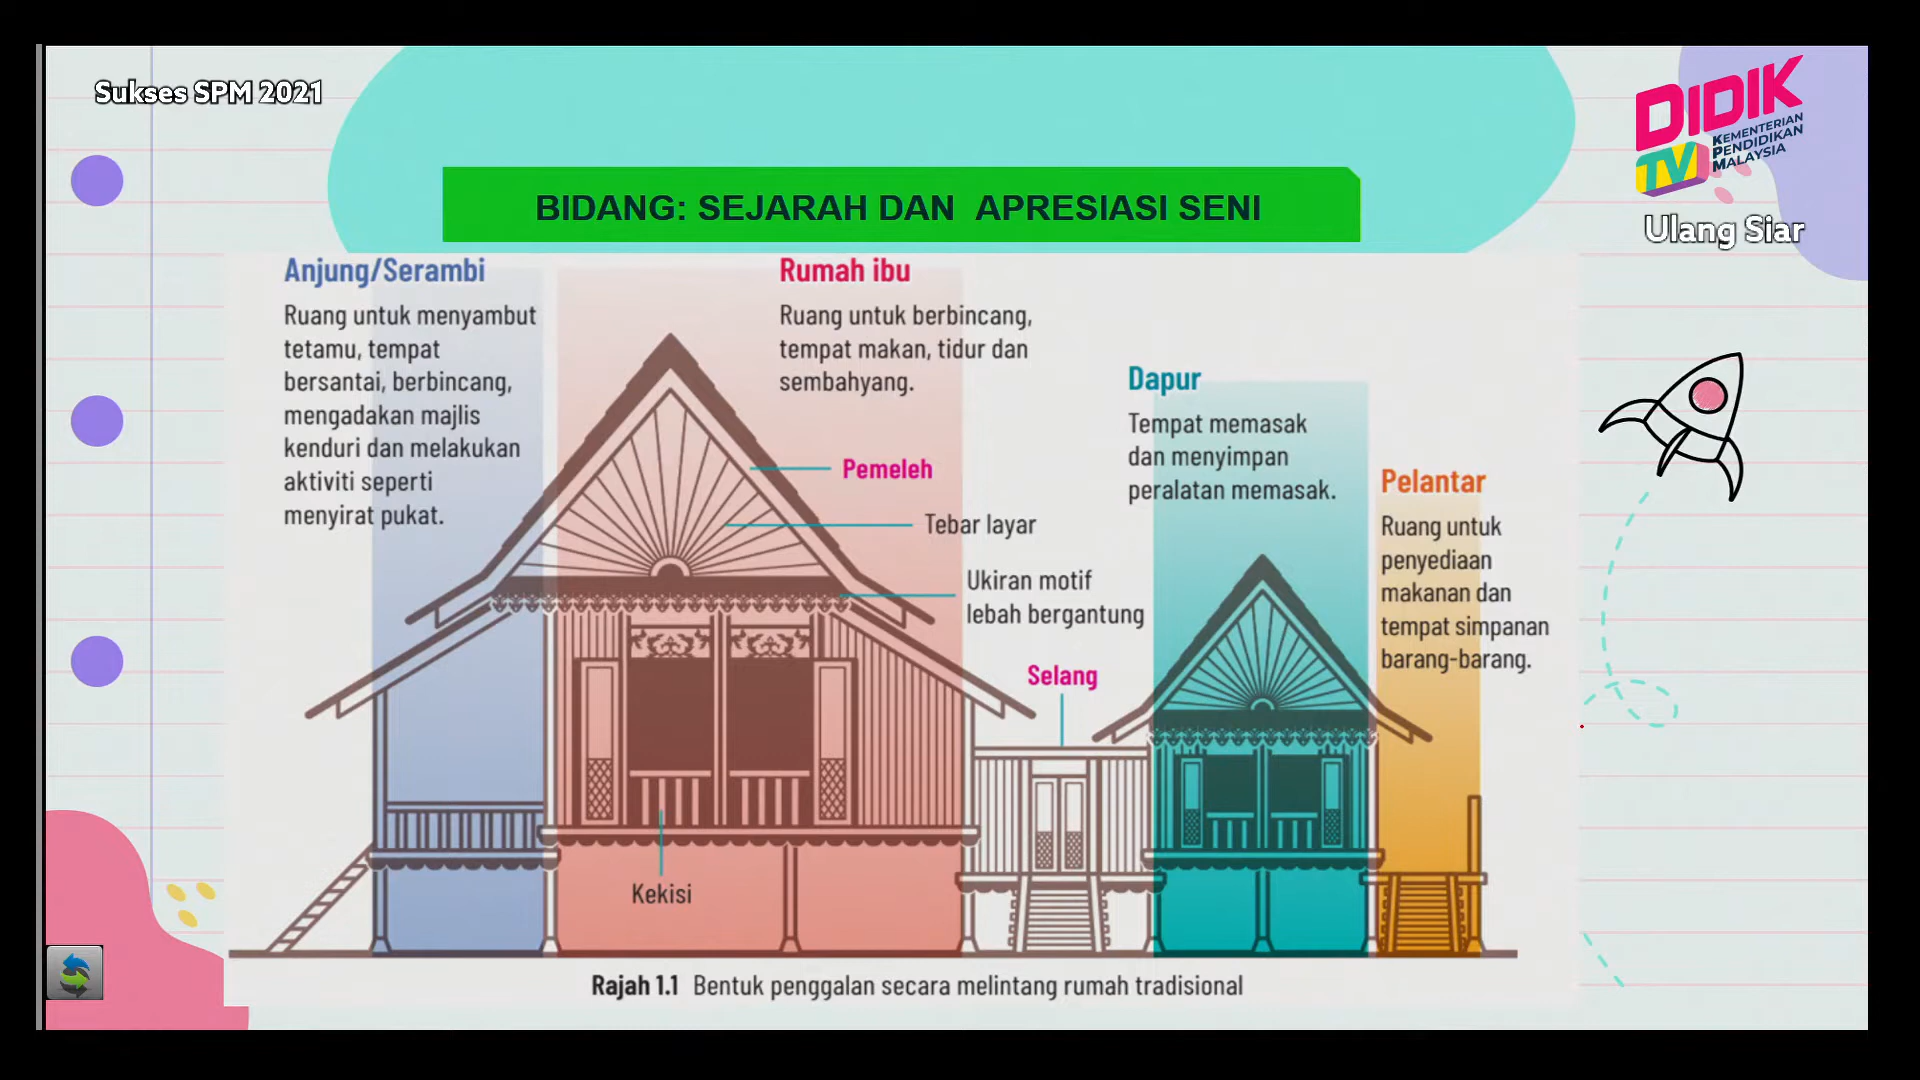 Sukses SPM 2021
DIDIK
TV
KEMENTERIAN
PENDIDIKAN
MALAYSIA
Ulang Siar
BIDANG: SEJARAH DAN  APRESIASI SENI
Anjung/Serambi
Ruang untuk menyambut
tetamu, tempat
bersantai, berbincang,
mengadakan majlis
kenduri dan melakukan
aktiviti seperti
menyirat pukat.
Rumah ibu
Ruang untuk berbincang,
tempat makan, tidur dan
sembahyang.
Pemeleh
Tebar layar
Ukiran motif
lebah bergantung
Selang
Dapur
Tempat memasak
dan menyimpan
peralatan memasak.
Pelantar
Ruang untuk
penyediaan
makanan dan
tempat simpanan
barang-barang.
Kekisi
Rajah 1.1 Bentuk penggalan secara melintang rumah tradisional